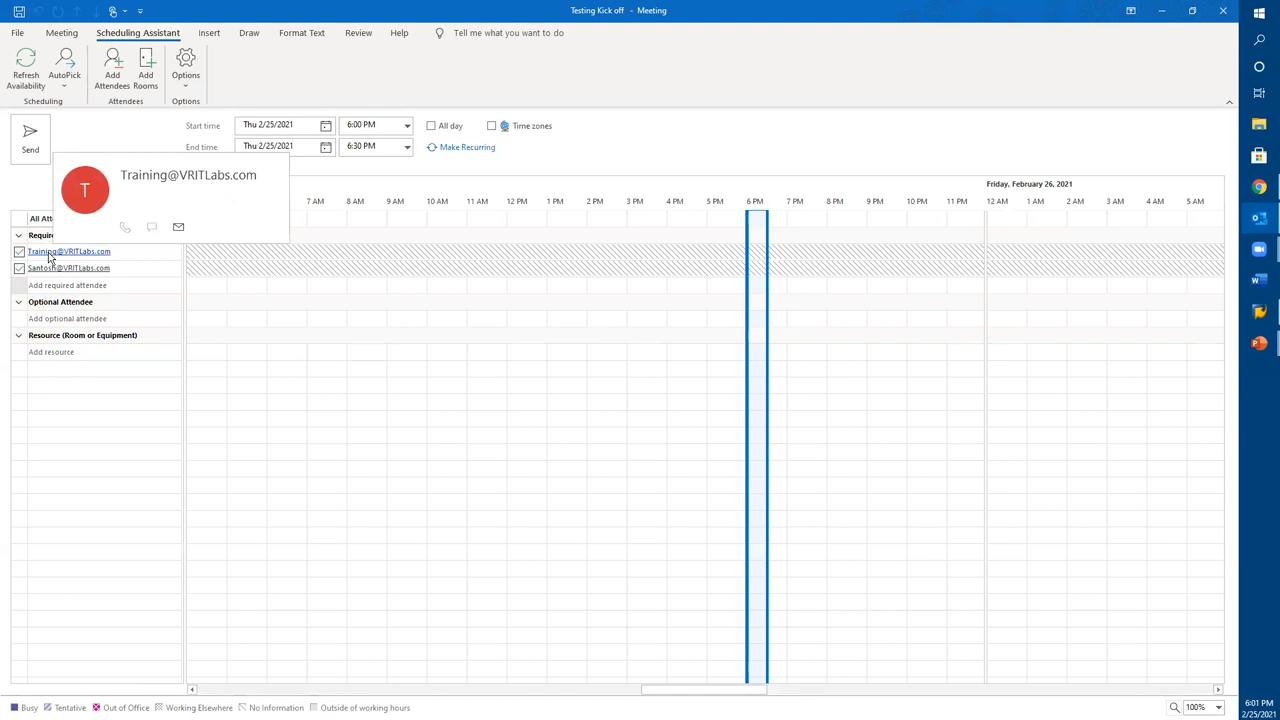 Testing Kick off - Meeting
File Meeting Scheduling Assistant Insert Draw Format Text Review Help Tell me what you want to do
Refresh Availability AutoPick Add Attendees Add Rooms Options
Scheduling Attendees Options
Send
Start time Thu 2/25/2021 6:00 PM All day Time zones
End time Thu 2/25/2021 6:30 PM Make Recurring
Training@VRITLabs.com
T
Friday, February 26, 2021
7 AM 8 AM 9 AM 10 AM 11 AM 12 PM 1 PM 2 PM 3 PM 4 PM 5 PM 6 PM 7 PM 8 PM 9 PM 10 PM 11 PM 12 AM 1 AM 2 AM 3 AM 4 AM 5 AM
All Atte
Require
Training@VRITLabs.com
Santosh@VRITLabs.com
Add required attendee
Optional Attendee
Add optional attendee
Resource (Room or Equipment)
Add resource
Busy Tentative Out of Office Working Elsewhere No Information Outside of working hours 100%
6:01 PM
2/25/2021